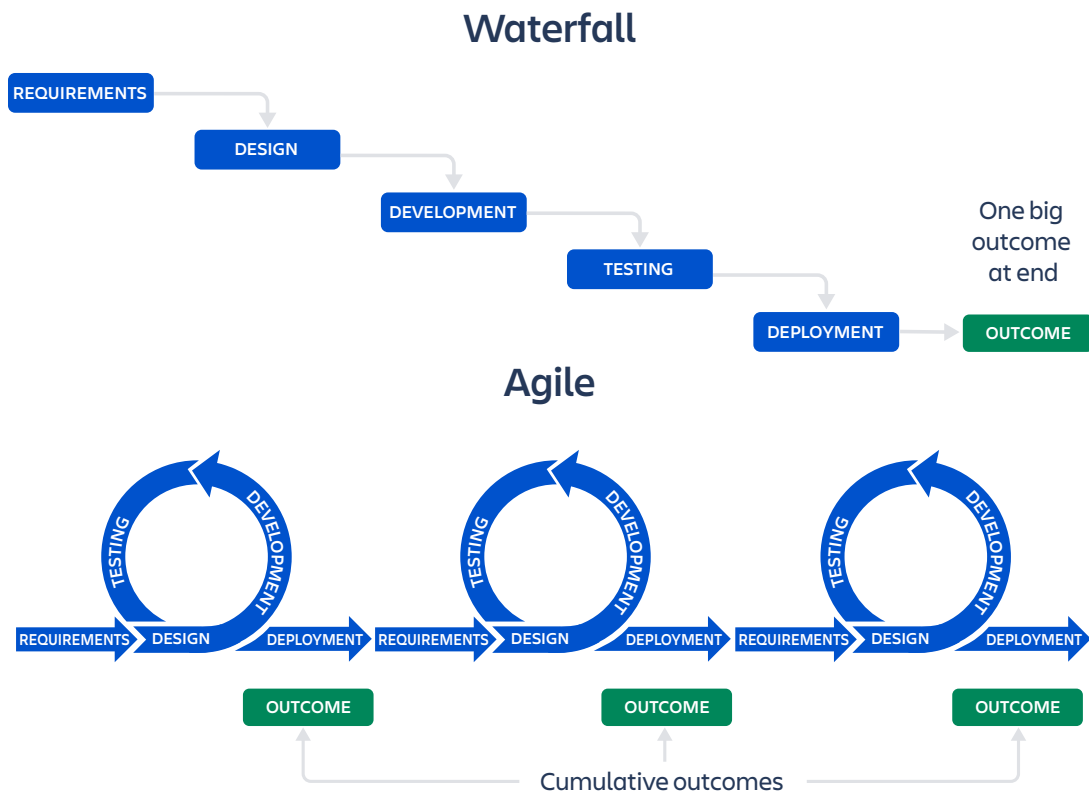 Waterfall
REQUIREMENTS
DESIGN
DEVELOPMENT
TESTING
DEPLOYMENT
One big
outcome
at end
OUTCOME
Agile
REQUIREMENTS
DESIGN
DEVELOPMENT
TESTING
DEPLOYMENT
OUTCOME
REQUIREMENTS
DESIGN
DEVELOPMENT
TESTING
DEPLOYMENT
OUTCOME
REQUIREMENTS
DESIGN
DEVELOPMENT
TESTING
DEPLOYMENT
OUTCOME
Cumulative outcomes